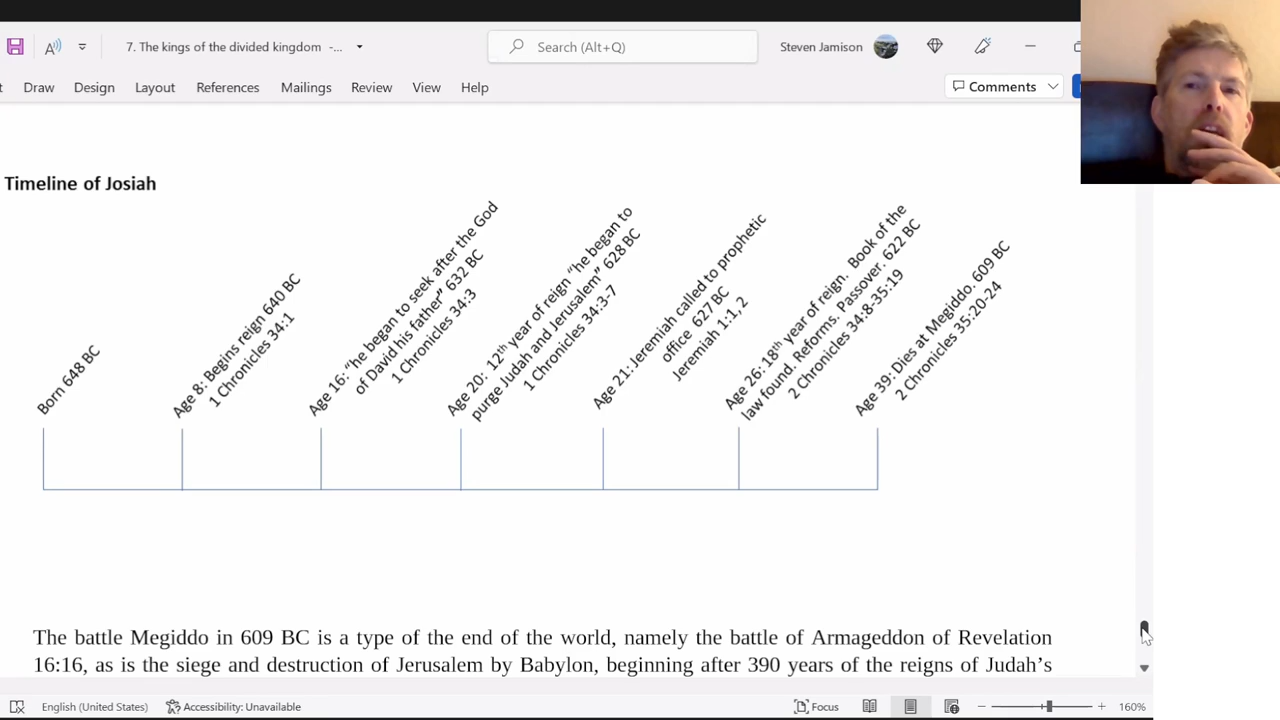 7. The kings of the divided kingdom -...
Search (Alt+Q)
Steven Jamison
Draw
Design
Layout
References
Mailings
Review
View
Help
Comments
Timeline of Josiah
Born 648 BC
Age 8: Begins reign 640 BC
1 Chronicles 34:1
Age 16: “he began to seek after the God
of David his father” 632 BC
1 Chronicles 34:3
Age 20: 12th year of reign “he began to
purge Judah and Jerusalem” 628 BC
1 Chronicles 34:3-7
Age 21: Jeremiah called to prophetic
office 627 BC
Jeremiah 1:1,2
Age 26: 18th year of reign. Book of the
law found. Reforms. Passover. 622 BC
2 Chronicles 34:8-35:19
Age 39: Dies at Megiddo. 609 BC
2 Chronicles 35:20-24
The battle Megiddo in 609 BC is a type of the end of the world, namely the battle of Armageddon of Revelation
16:16, as is the siege and destruction of Jerusalem by Babylon, beginning after 390 years of the reigns of Judah’s
English (United States)
Accessibility: Unavailable
Focus
160%